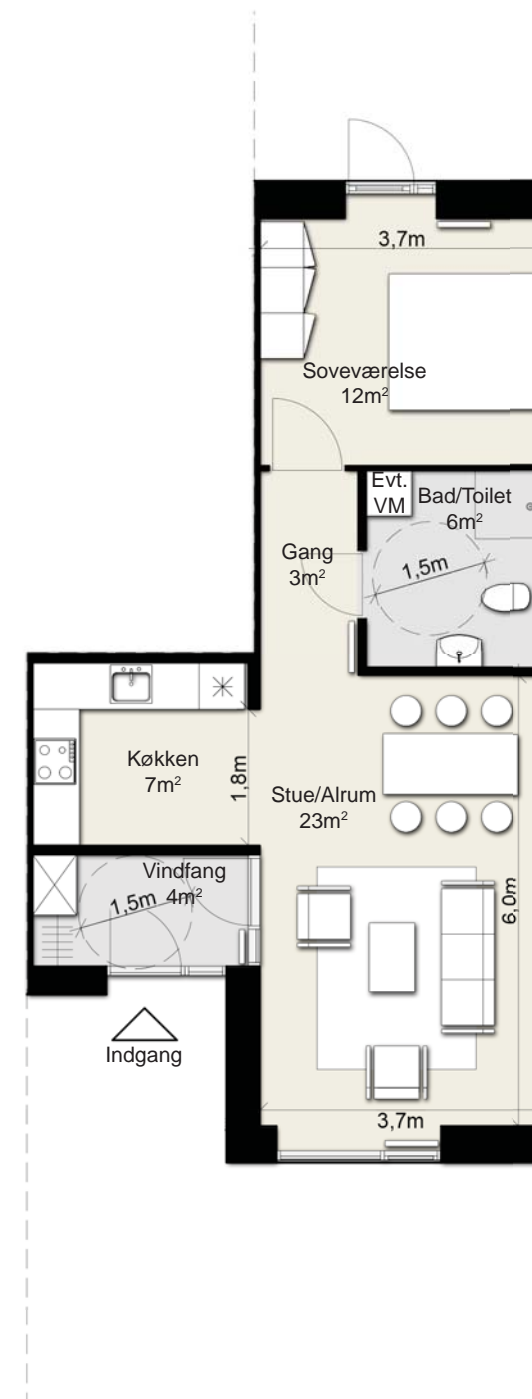 3,7m
Soveværelse
12m²
Evt.
VM
Bad/Toilet
6m²
Gang
3m²
1,5m
Køkken
7m²
1,8m
Stue/Alrum
23m²
Vindfang
4m²
1,5m
6,0m
Indgang
3,7m